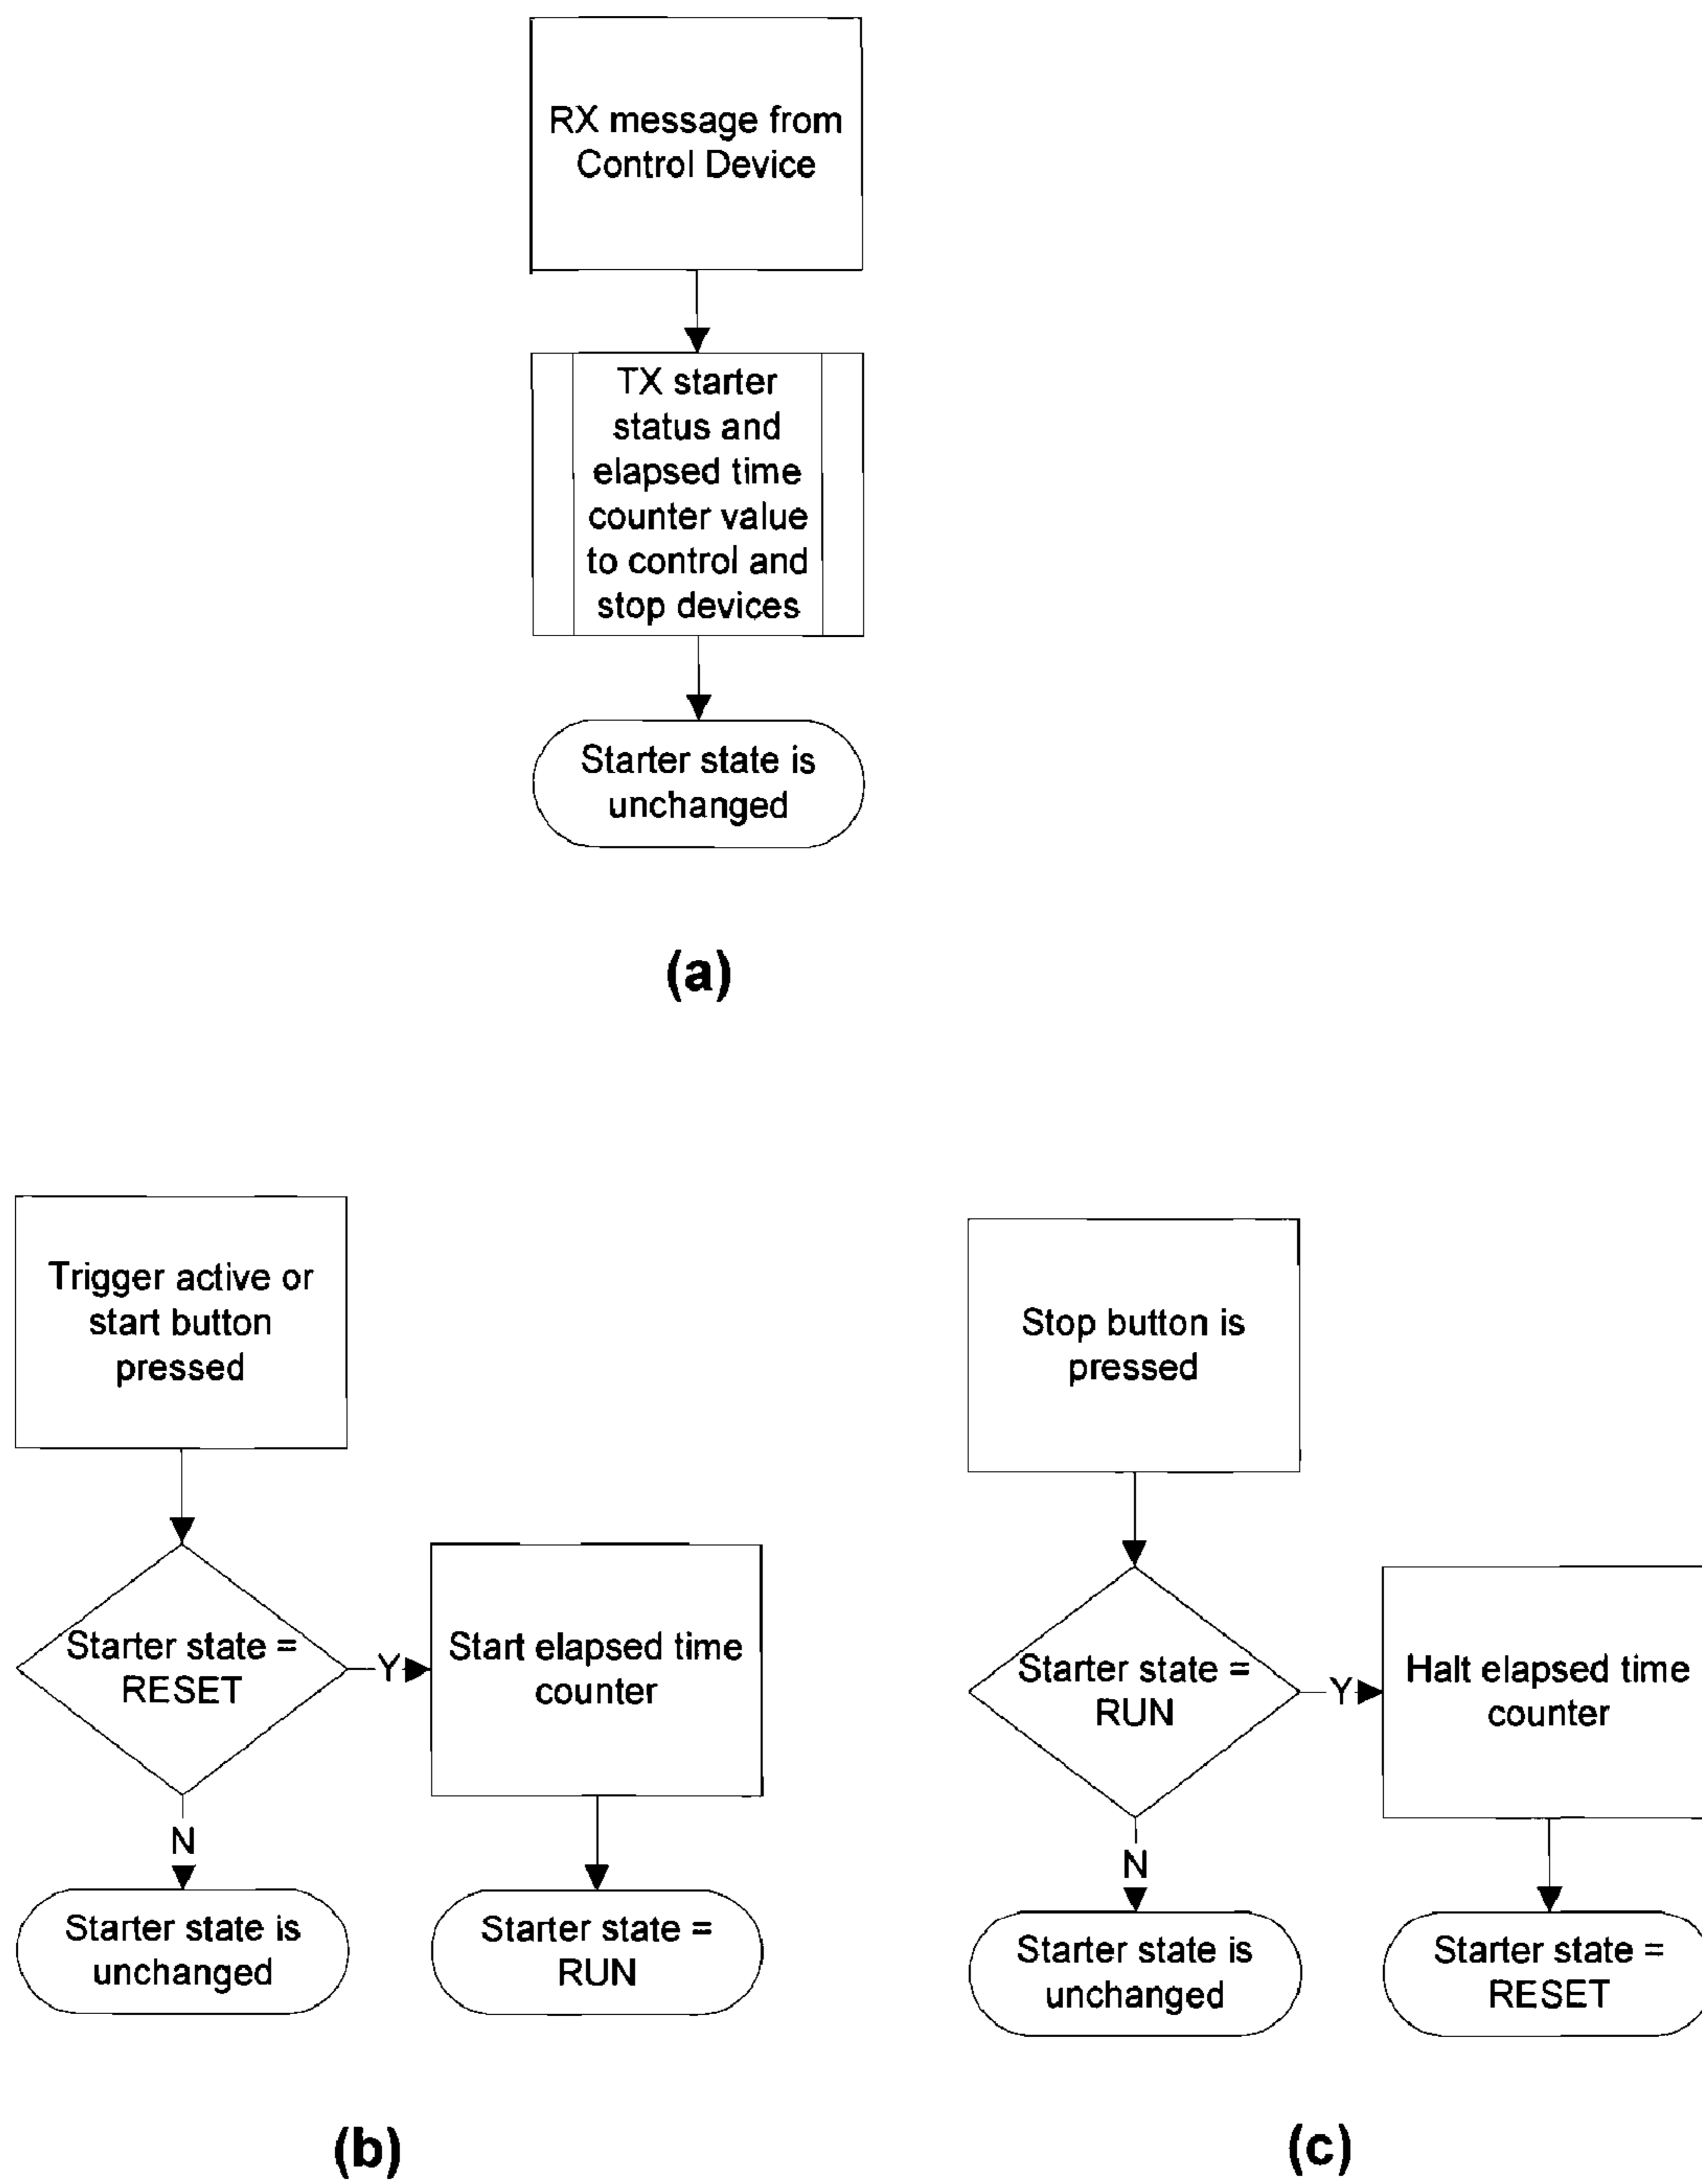 RX message from
Control Device
TX starter
status and
elapsed time
counter value
to control and
stop devices
Starter state is
unchanged
(a)
Trigger active or
start button
pressed
Starter state =
RESET
Y
Start elapsed time
counter
N
Starter state is
unchanged
Starter state =
RUN
(b)
Stop button is
pressed
Starter state =
RUN
Y
Halt elapsed time
counter
N
Starter state is
unchanged
Starter state =
RESET
(c)